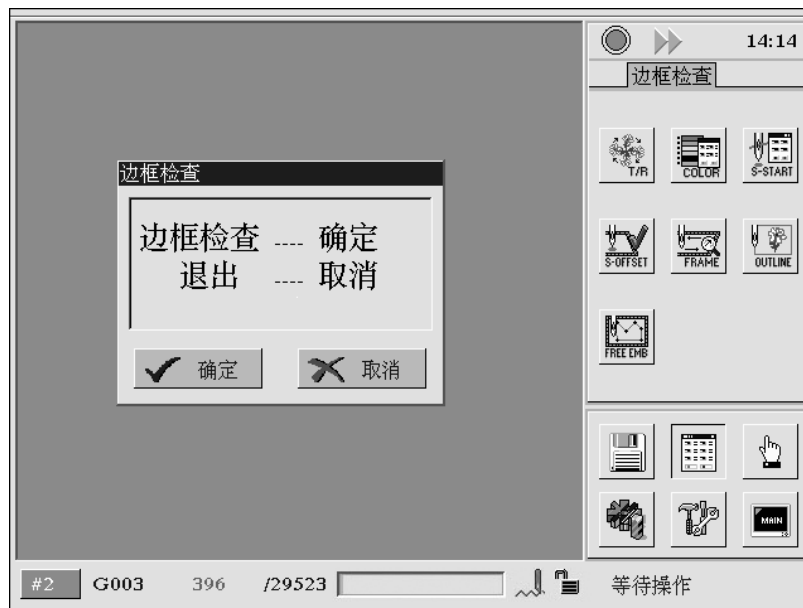 14:14
边框检查
T/R
COLOR
S-START
边框检查
边框检查 .... 确定
退出 .... 取消
S-OFFSET
FRAME
OUTLINE
FREE EMB
确定
取消
MAIN
#2 G003 396 /29523 等待操作